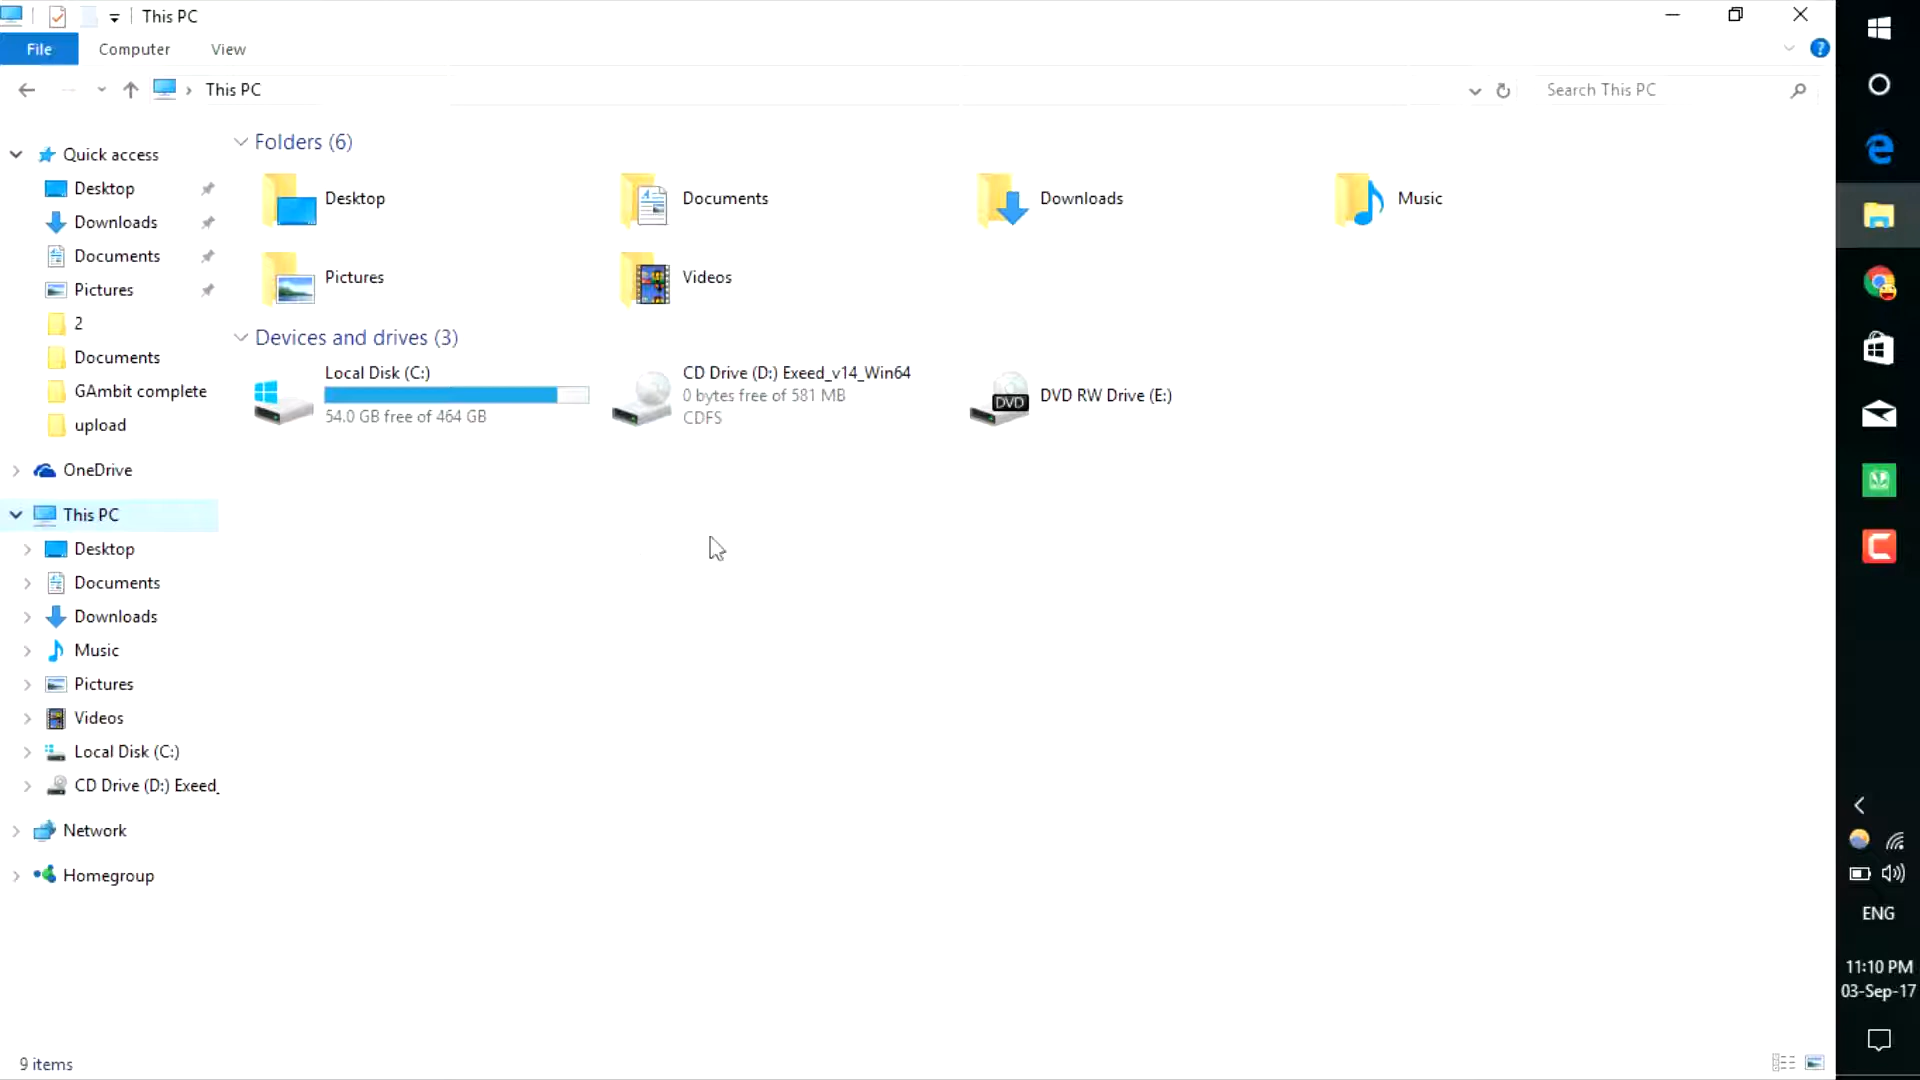 This PC
File Computer View
This PC
Search This PC
Quick access
Desktop
Downloads
Documents
Pictures
2
Documents
GAmbit complete
upload
OneDrive
This PC
Desktop
Documents
Downloads
Music
Pictures
Videos
Local Disk (C:)
CD Drive (D:) Exeed_
Network
Homegroup
9 items
Folders (6)
Desktop
Documents
Downloads
Music
Pictures
Videos
Devices and drives (3)
Local Disk (C:)
54.0 GB free of 464 GB
CD Drive (D:) Exeed_v14_Win64
0 bytes free of 581 MB
CDFS
DVD
DVD RW Drive (E:)
ENG
11:10 PM
03-Sep-17